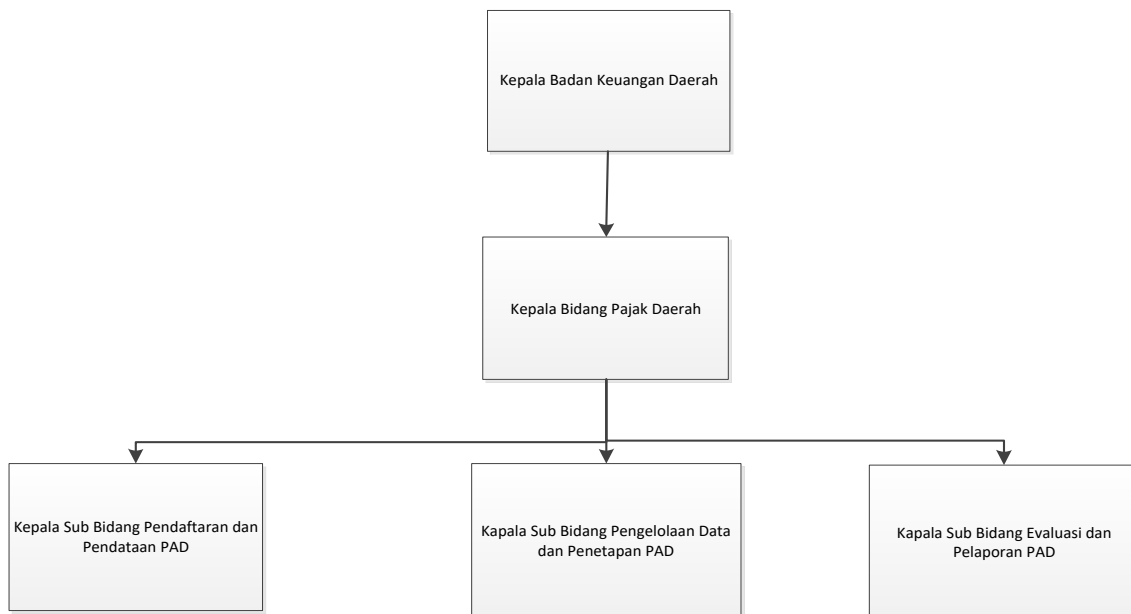 Kepala Badan Keuangan Daerah
Kepala Bidang Pajak Daerah
Kepala Sub Bidang Pendaftaran dan
Pendataan PAD
Kapala Sub Bidang Pengelolaan Data
dan Penetapan PAD
Kapala Sub Bidang Evaluasi dan
Pelaporan PAD